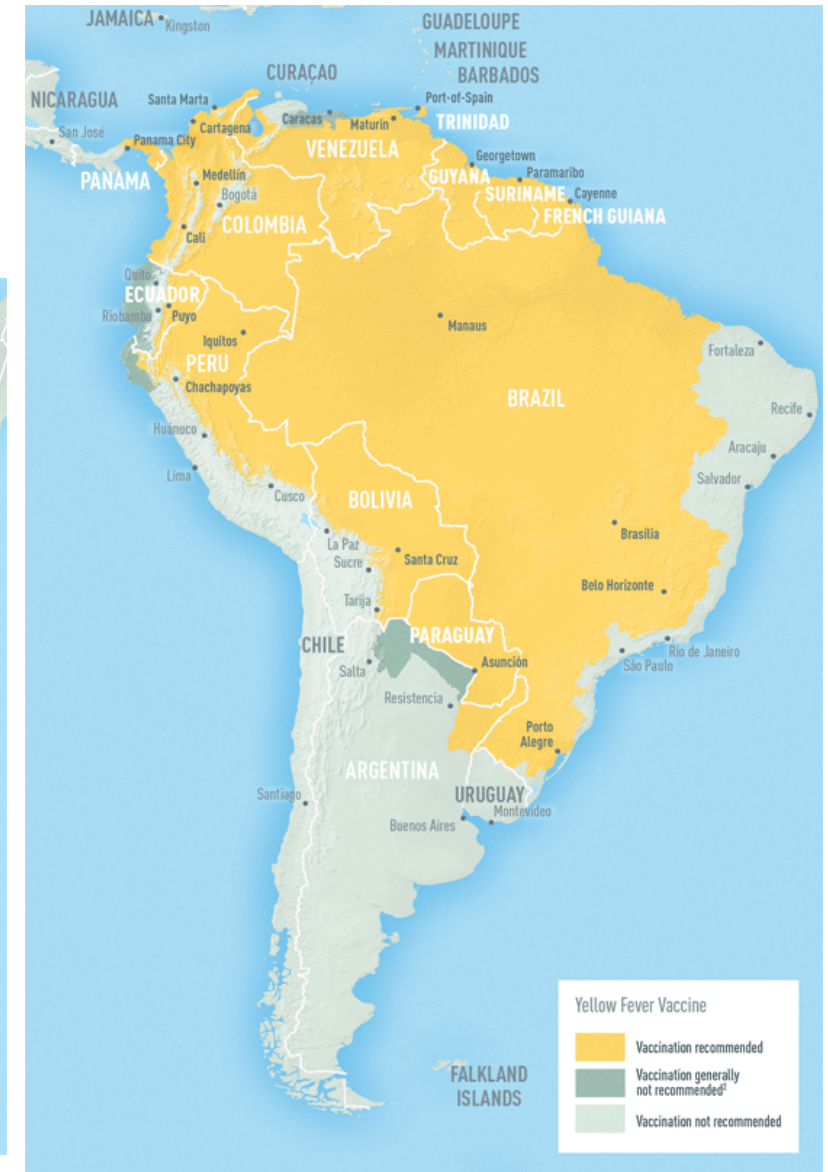 JAMAICA
Kingston
GUADELOUPE
MARTINIQUE
BARBADOS
CURAÇAO
NICARAGUA
San José
PANAMA
Panama City
Santa Marta
Cartagena
Caracas
Maturín
Port-of-Spain
TRINIDAD
VENEZUELA
Georgetown
GUYANA
Paramaribo
SURINAME
Cayenne
FRENCH GUIANA
Medellín
Bogotá
COLOMBIA
Cali
Quito
ECUADOR
Riobamba
Puyo
Iquitos
PERU
Chachapoyas
Manaus
BRAZIL
Fortaleza
Recife
Aracaju
Salvador
Huánuco
Lima
Cusco
BOLIVIA
La Paz
Sucre
Santa Cruz
Tarija
Brasília
Belo Horizonte
Rio de Janeiro
São Paulo
CHILE
PARAGUAY
Salta
Asunción
Resistencia
Porto
Alegre
ARGENTINA
URUGUAY
Santiago
Buenos Aires
Montevideo
FALKLAND
ISLANDS
Yellow Fever Vaccine
Vaccination recommended
Vaccination generally
not recommended²
Vaccination not recommended